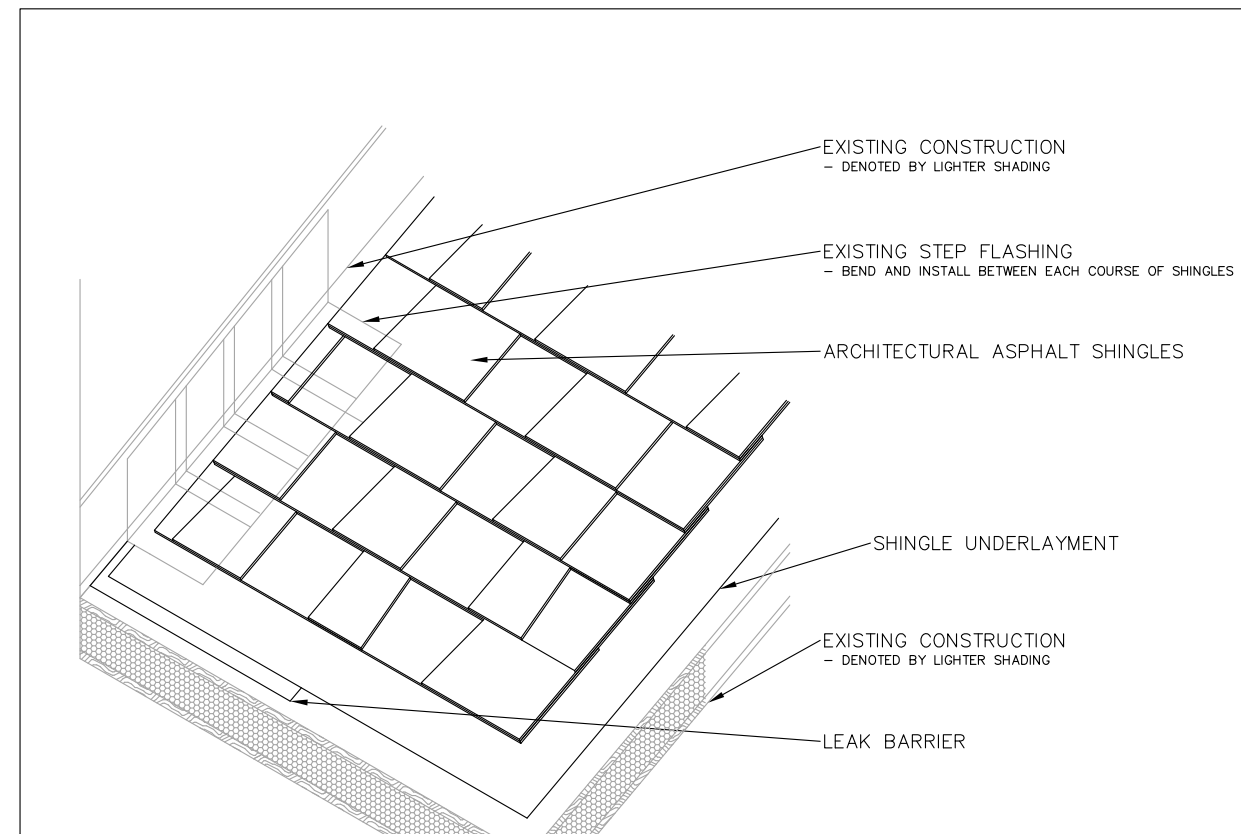 EXISTING CONSTRUCTION
– DENOTED BY LIGHTER SHADING
EXISTING STEP FLASHING
– BEND AND INSTALL BETWEEN EACH COURSE OF SHINGLES
ARCHITECTURAL ASPHALT SHINGLES
SHINGLE UNDERLAYMENT
EXISTING CONSTRUCTION
– DENOTED BY LIGHTER SHADING
LEAK BARRIER